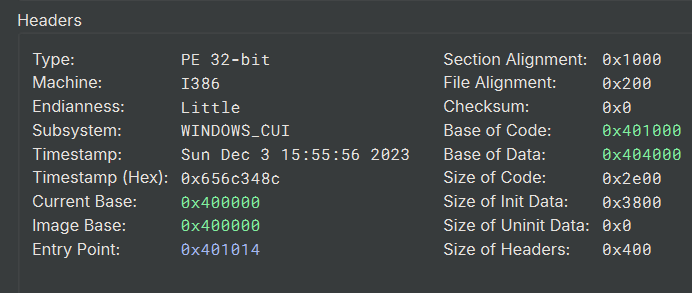 Headers
Type: PE 32-bit Section Alignment: 0x1000
Machine: I386 File Alignment: 0x200
Endianness: Little Checksum: 0x0
Subsystem: WINDOWS_CUI Base of Code: 0x401000
Timestamp: Sun Dec 3 15:55:56 2023 Base of Data: 0x404000
Timestamp (Hex): 0x656c348c Size of Code: 0x2e00
Current Base: 0x400000 Size of Init Data: 0x3800
Image Base: 0x400000 Size of Uninit Data: 0x0
Entry Point: 0x401014 Size of Headers: 0x400